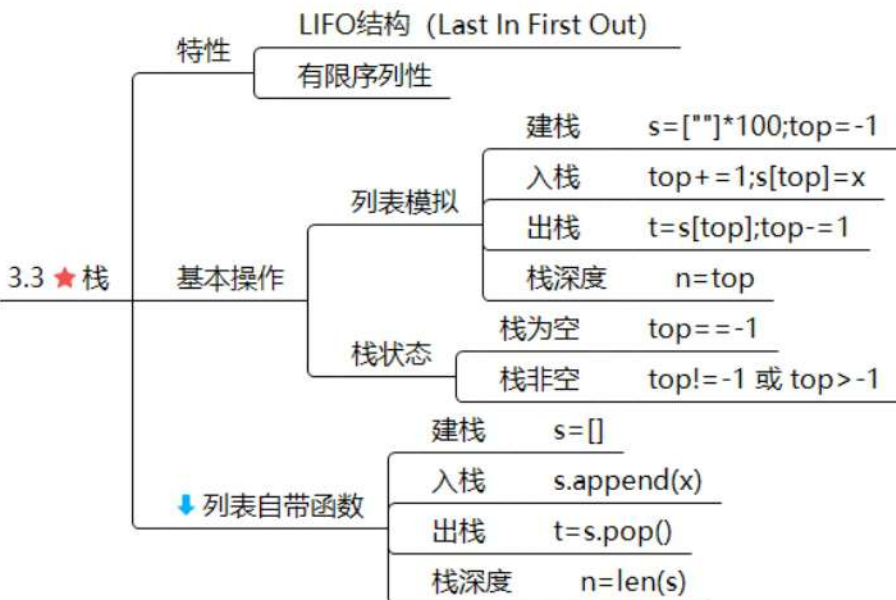 3.3 栈
特性
LIFO结构（Last In First Out）
有限序列性
基本操作
列表模拟
建栈 s=[""]*100;top=-1
入栈 top+=1;s[top]=x
出栈 t=s[top];top-=1
栈深度 n=top
栈状态
栈为空 top==-1
栈非空 top!=-1 或 top>-1
列表自带函数
建栈 s=[]
入栈 s.append(x)
出栈 t=s.pop()
栈深度 n=len(s)